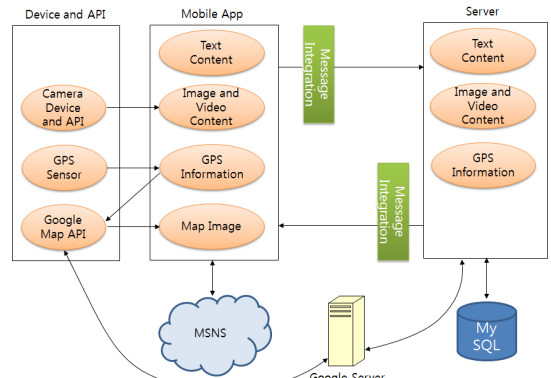 Device and API
Mobile App
Server
Text
Content
Image and
Video
Content
GPS
Information
Map Image
Camera
Device
and API
GPS
Sensor
Google
Map API
Message
Integration
Message
Integration
Text
Content
Image and
Video
Content
GPS
Information
MSNS
My
SQL
Google Server